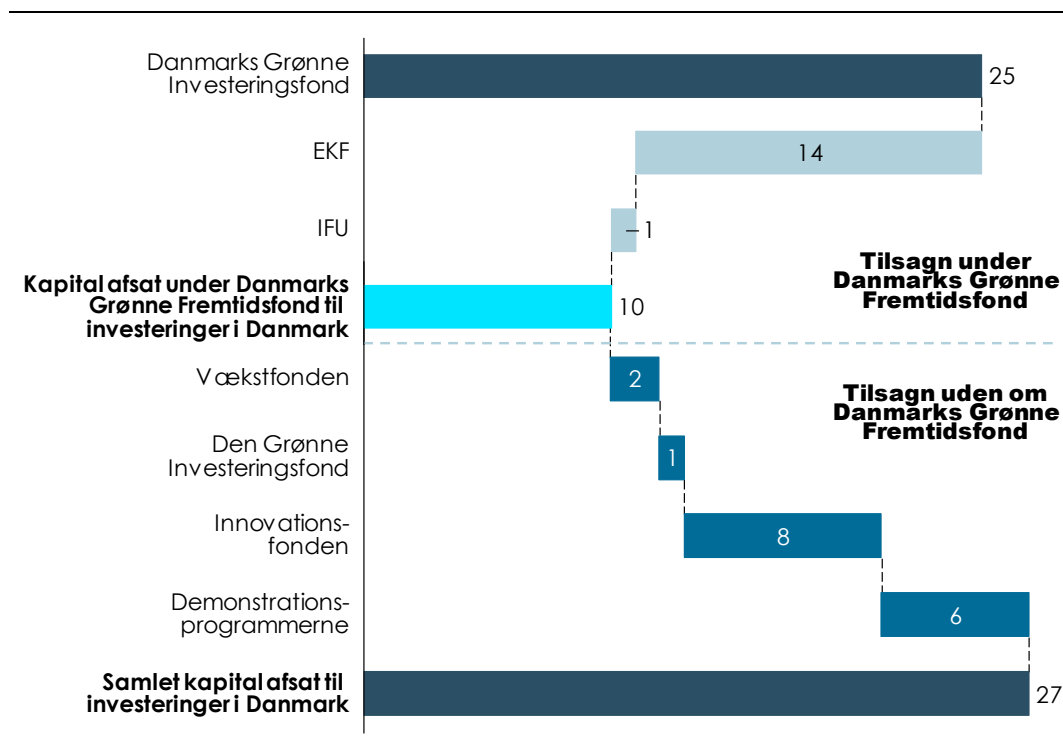 Danmarks Grønne
Investeringsfond
25
EKF
14
IFU
1
Kapital afsat under Danmarks
Grønne Fremtidsfond til
investeringer i Danmark
10
Tilsagn under
Danmarks Grønne
Fremtidsfond
Vækstfonden
2
Tilsagn uden om
Danmarks Grønne
Fremtidsfond
Den Grønne
Investeringsfond
1
Innovations-
fonden
8
Demonstrations-
programmerne
6
Samlet kapital afsat til
investeringer i Danmark
27